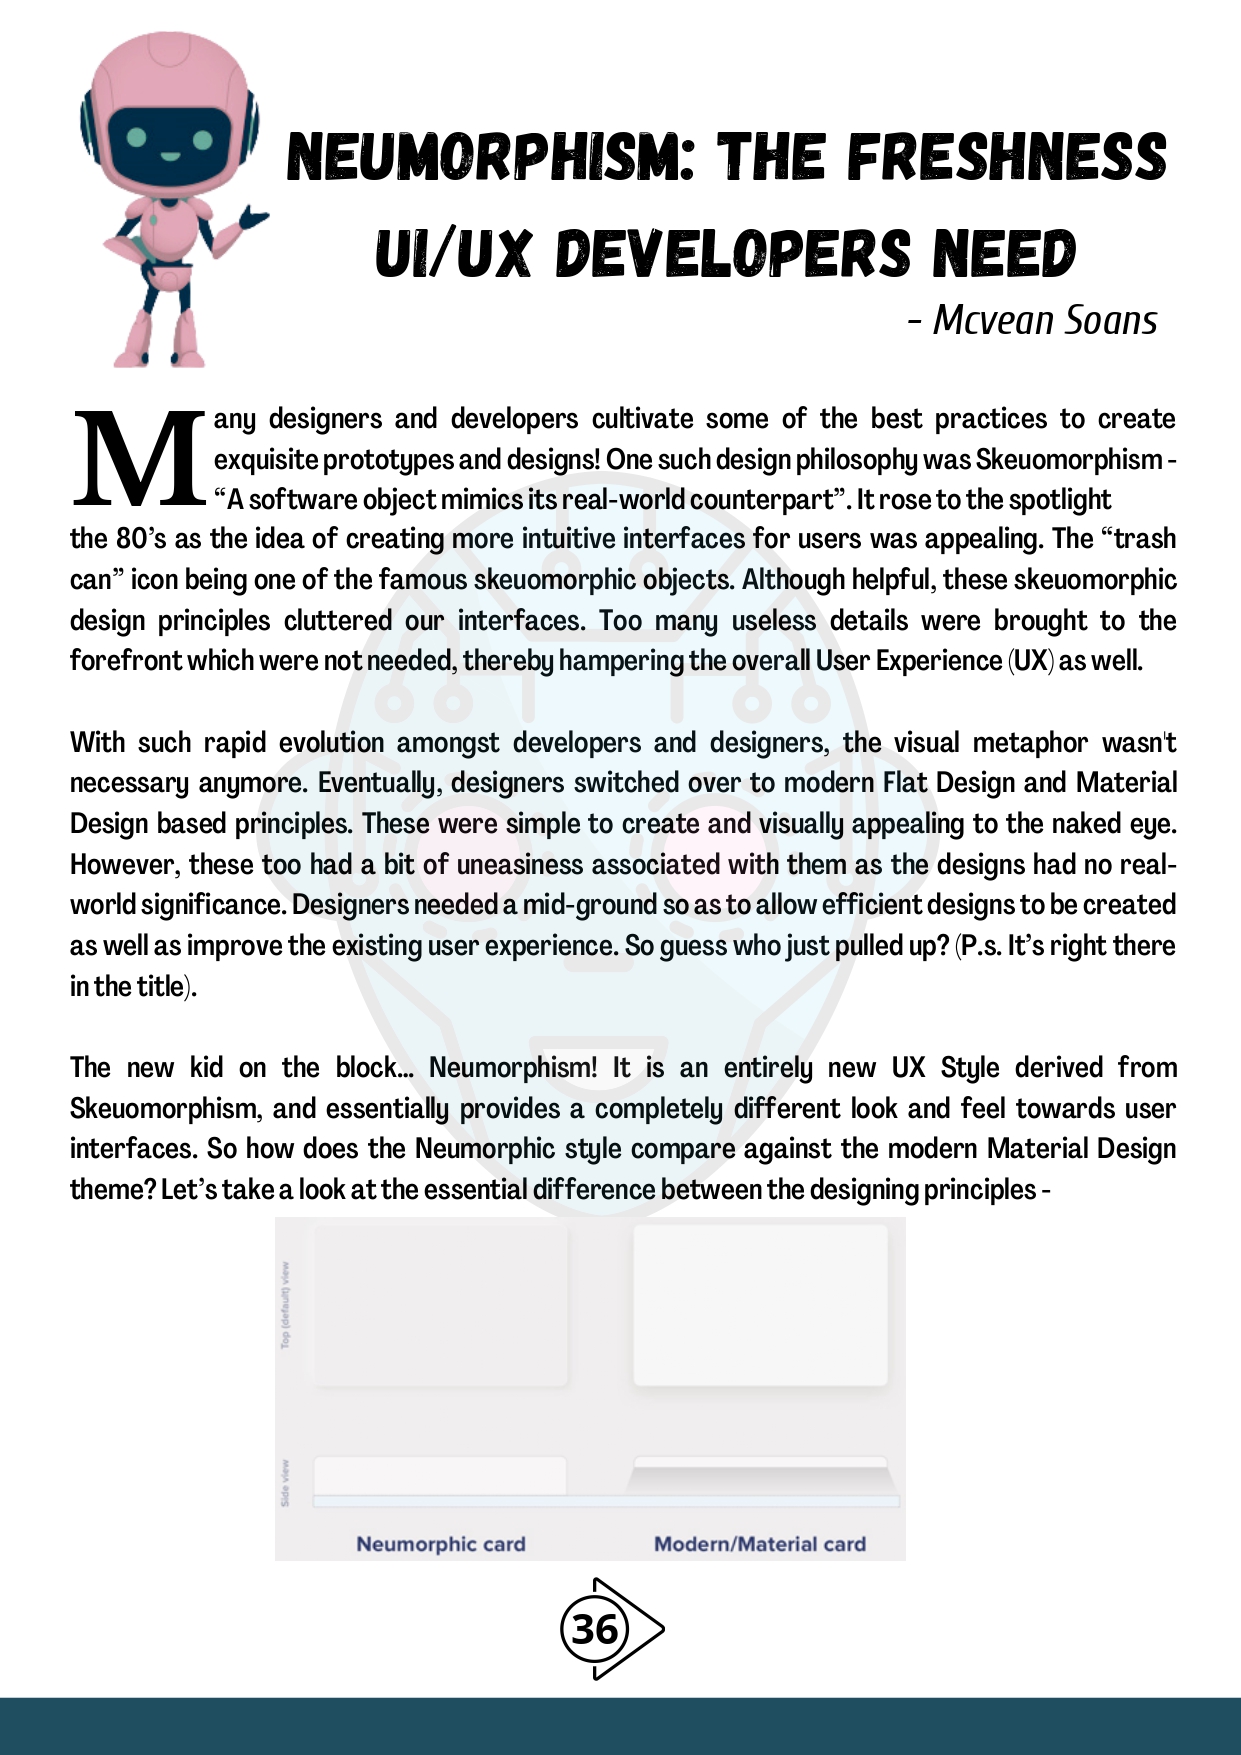 NEUMORPHISM: THE FRESHNESS
UI/UX DEVELOPERS NEED
- Mcvean Soans
Many designers and developers cultivate some of the best practices to create
exquisite prototypes and designs! One such design philosophy was Skeuomorphism -
“A software object mimics its real-world counterpart”. It rose to the spotlight
the 80’s as the idea of creating more intuitive interfaces for users was appealing. The “trash
can” icon being one of the famous skeuomorphic objects. Although helpful, these skeuomorphic
design principles cluttered our interfaces. Too many useless details were brought to the
forefront which were not needed, thereby hampering the overall User Experience (UX) as well.
With such rapid evolution amongst developers and designers, the visual metaphor wasn't
necessary anymore. Eventually, designers switched over to modern Flat Design and Material
Design based principles. These were simple to create and visually appealing to the naked eye.
However, these too had a bit of uneasiness associated with them as the designs had no real-
world significance. Designers needed a mid-ground so as to allow efficient designs to be created
as well as improve the existing user experience. So guess who just pulled up? (P.s. It’s right there
in the title).
The new kid on the block... Neumorphism! It is an entirely new UX Style derived from
Skeuomorphism, and essentially provides a completely different look and feel towards user
interfaces. So how does the Neumorphic style compare against the modern Material Design
theme? Let’s take a look at the essential difference between the designing principles -
Top (default) view
Side view
Neumorphic card
Modern/Material card
36